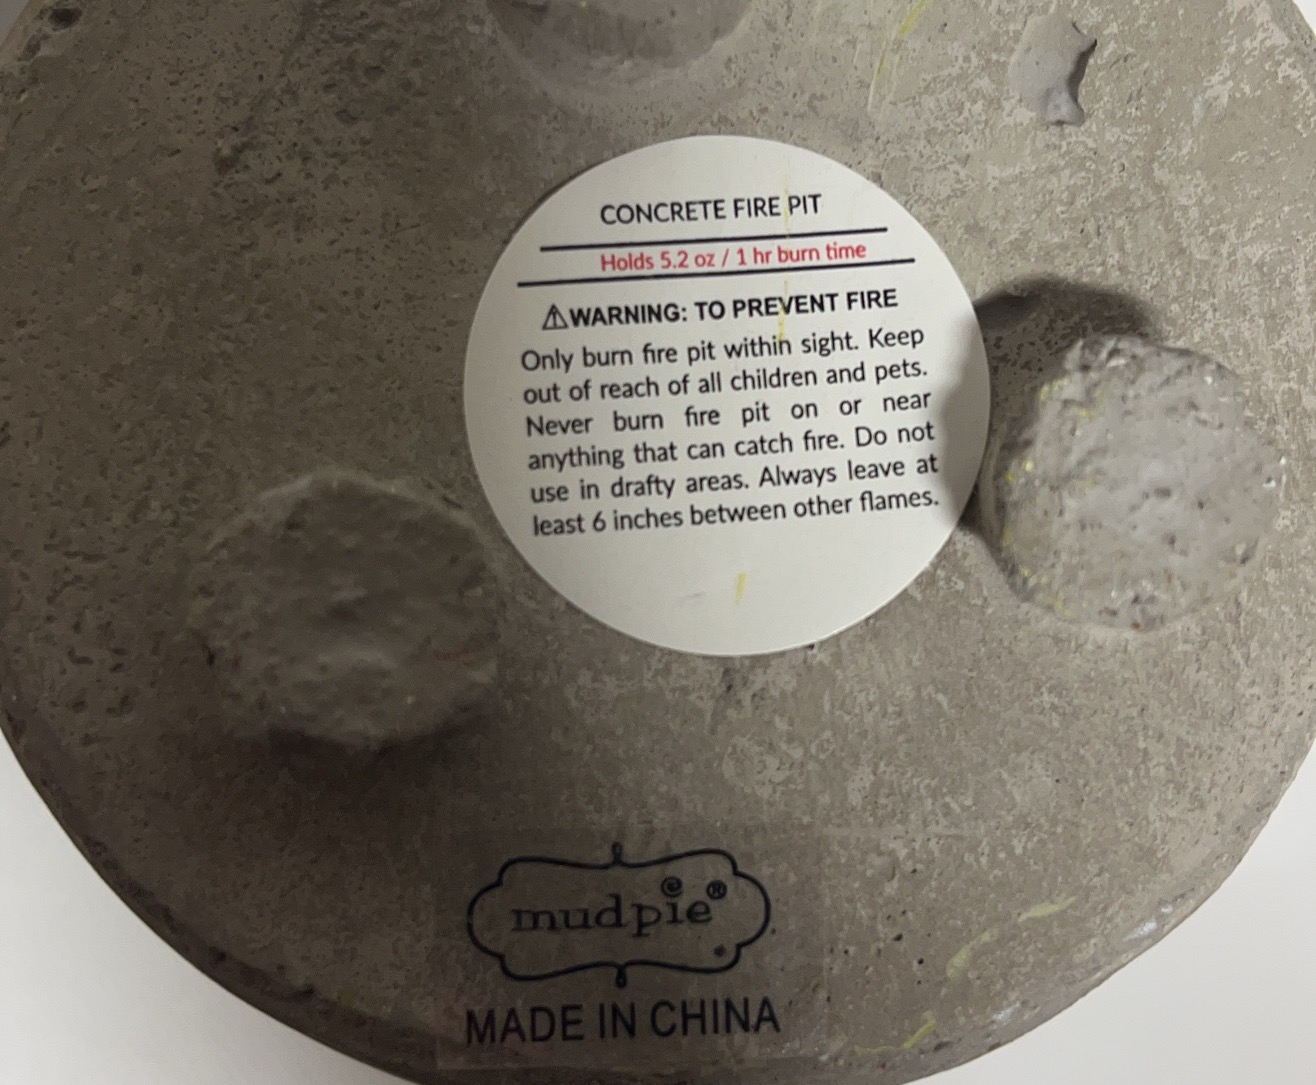 CONCRETE FIRE PIT
Holds 5.2 oz / 1 hr burn time
⚠WARNING: TO PREVENT FIRE
Only burn fire pit within sight. Keep
out of reach of all children and pets.
Never burn fire pit on or near
anything that can catch fire. Do not
use in drafty areas. Always leave at
least 6 inches between other flames.
mudpie®
MADE IN CHINA